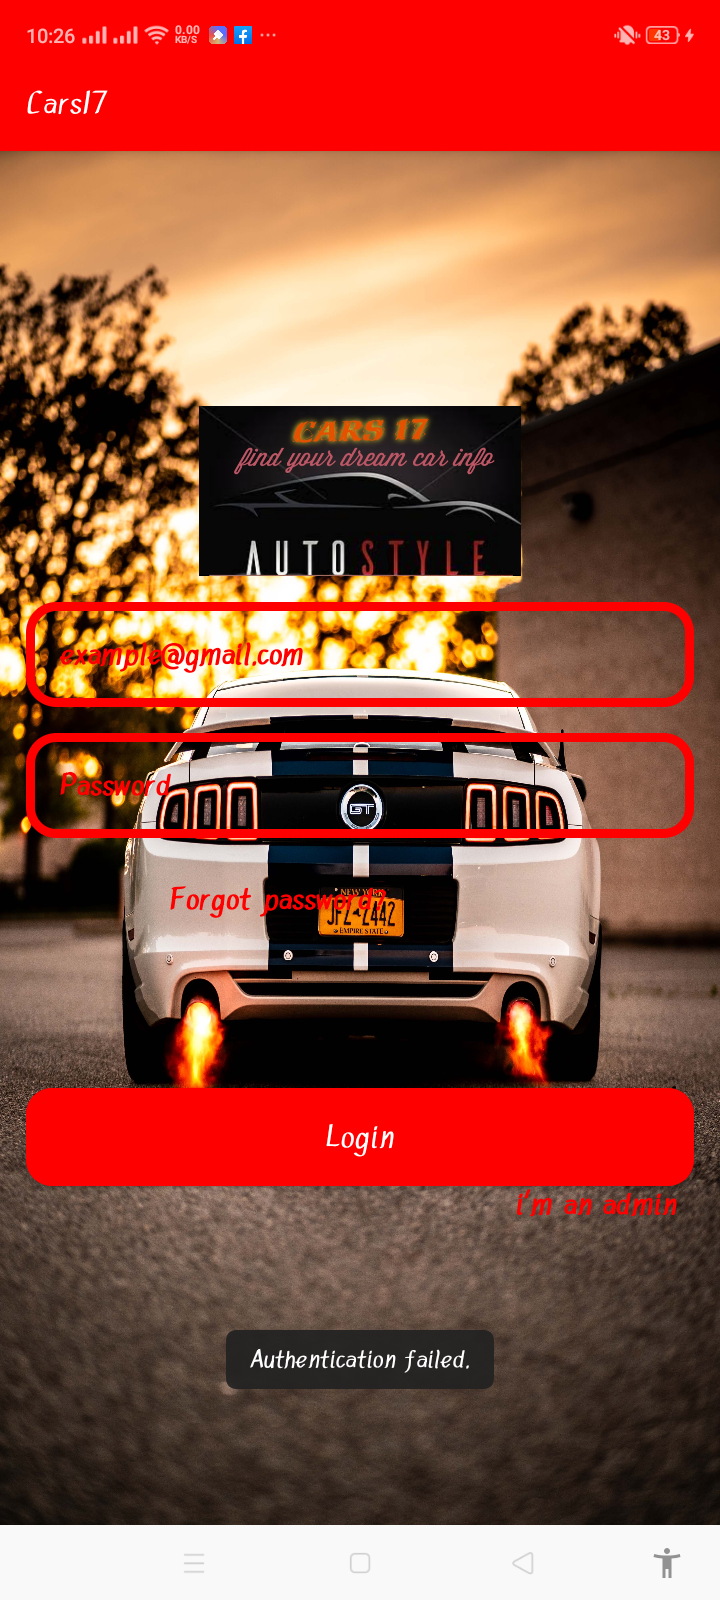 10:26
0.00
KB/S
43
Cars17
CARS 17
find your dream car info
AUTOSTYLE
example@gmail.com
Password
GT
Forgot password?
NEW YORK
JFZ-2442
EMPIRE STATE
Login
i'm an admin
Authentication failed.